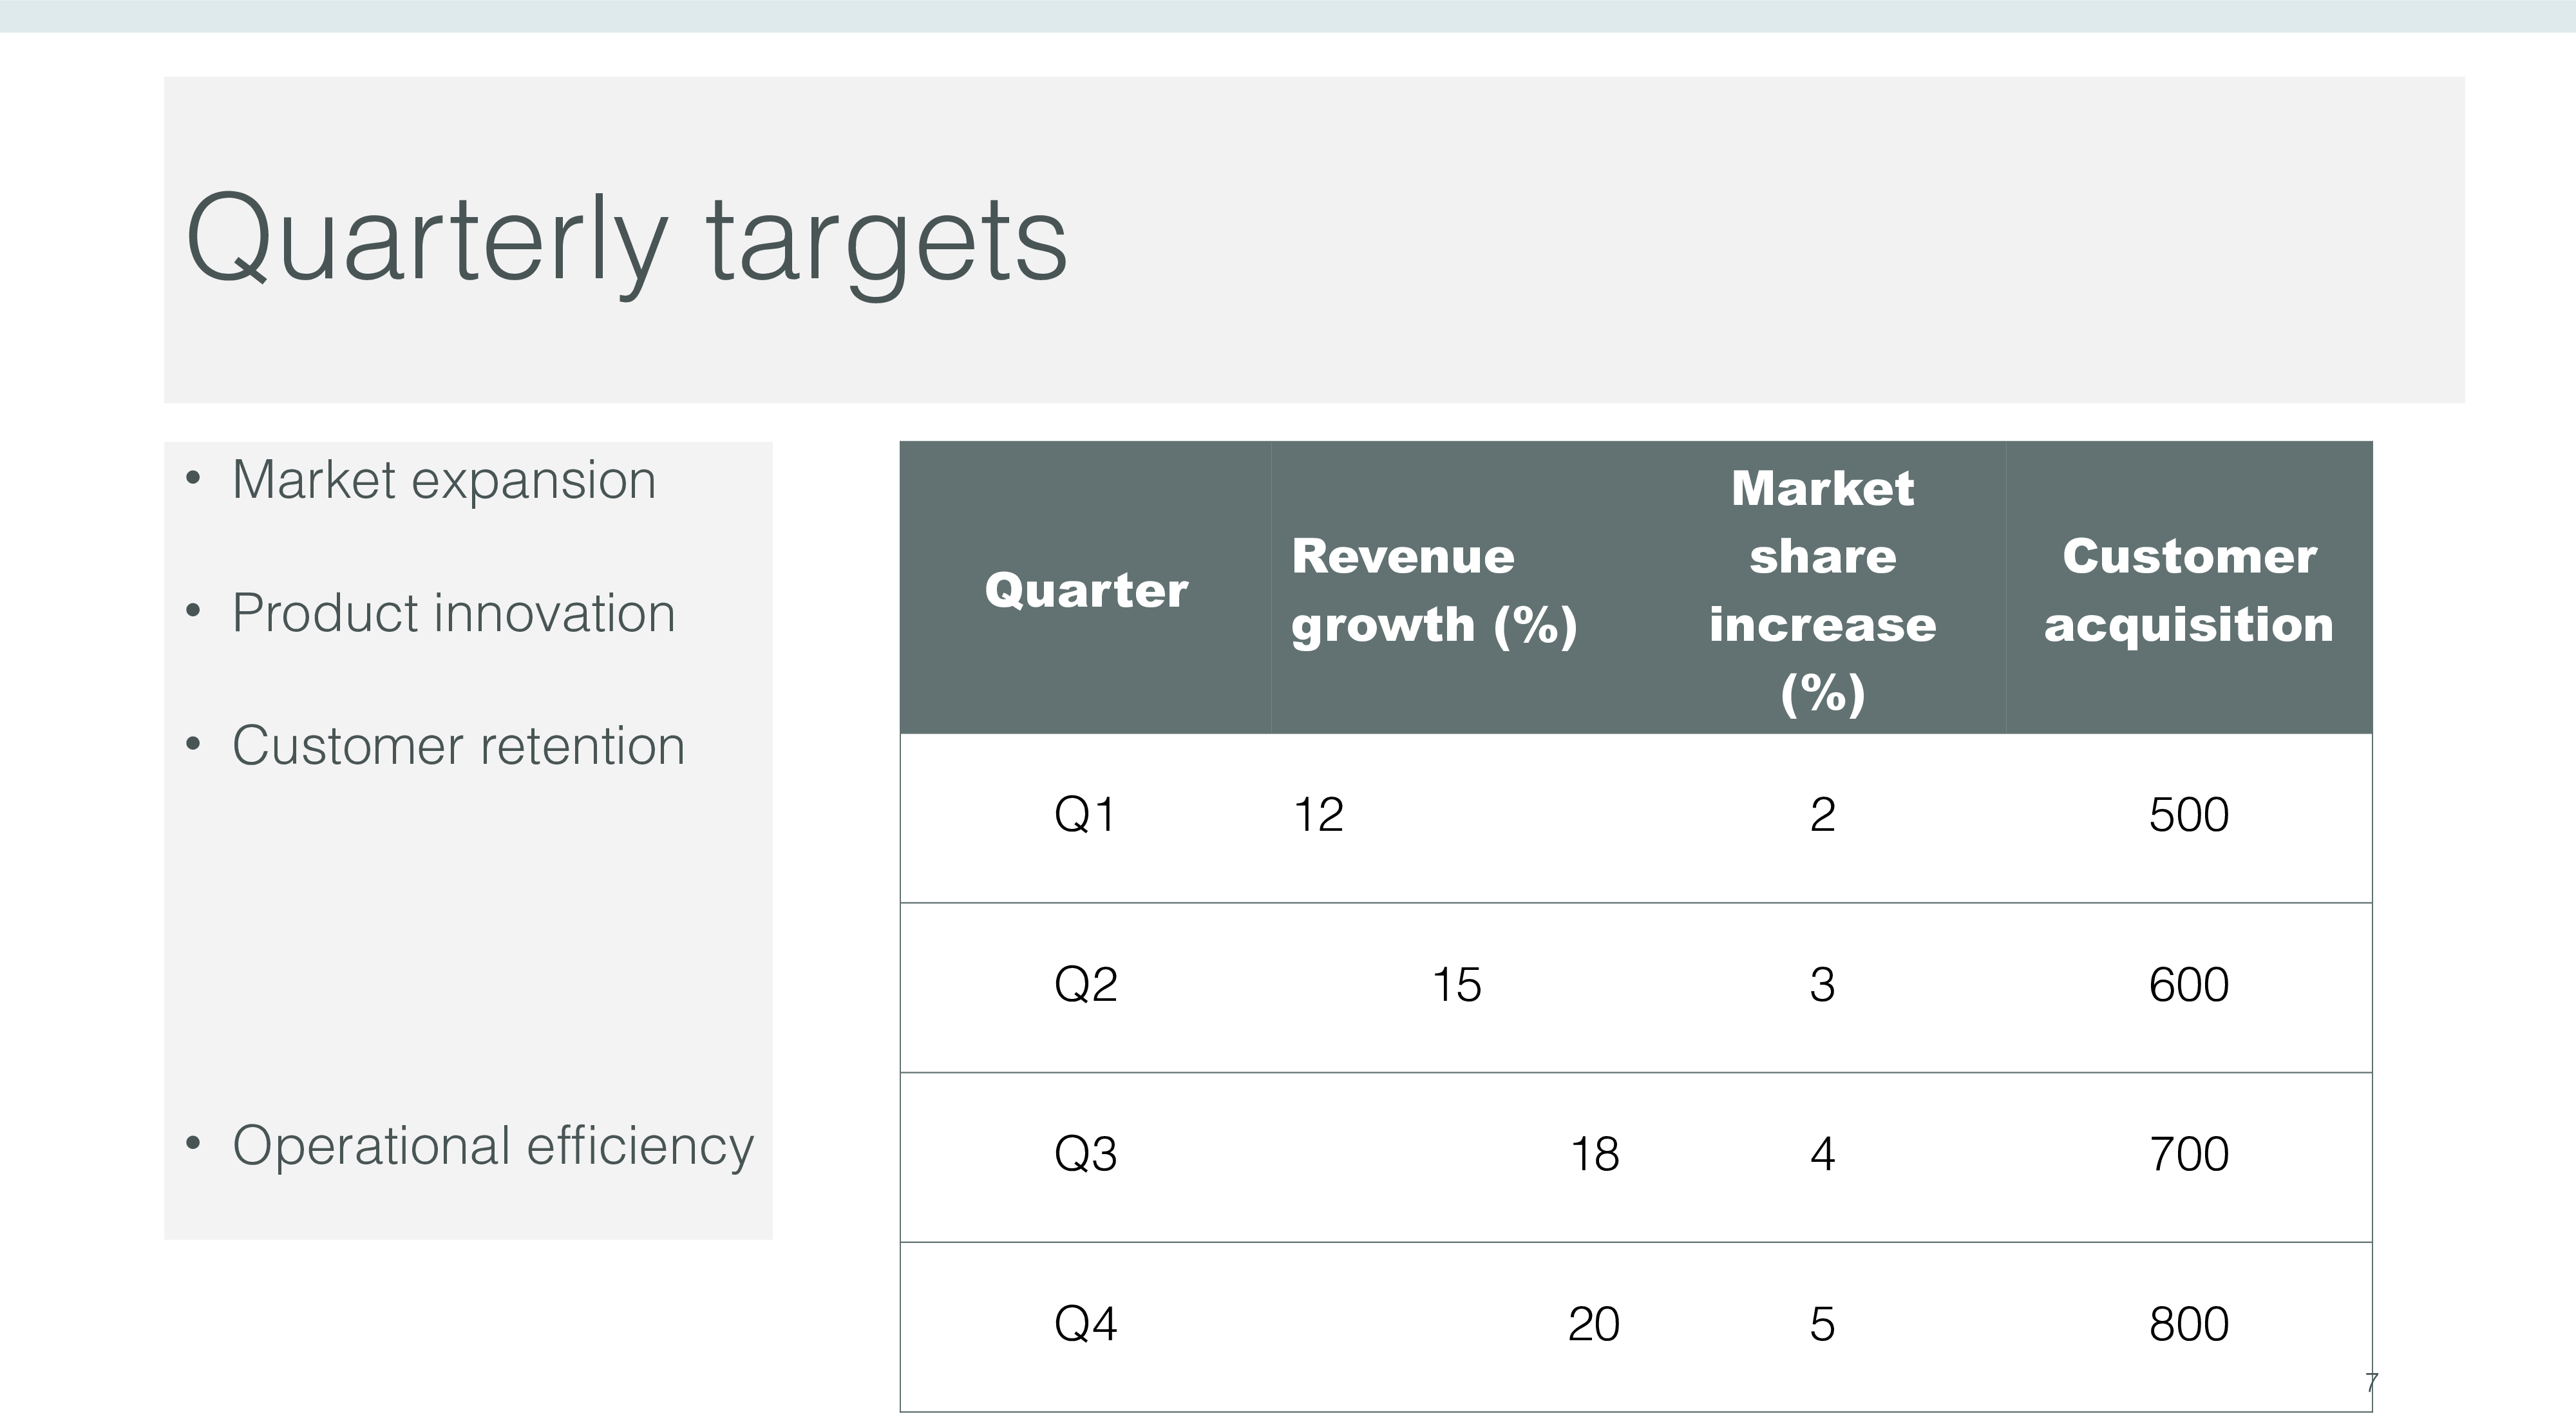 Quarterly targets
• Market expansion
• Product innovation
• Customer retention
• Operational efficiency
Quarter
Revenue
growth (%)
Market
share
increase
(%)
Customer
acquisition
Q1 12 2 500
Q2 15 3 600
Q3 18 4 700
Q4 20 5 800
7